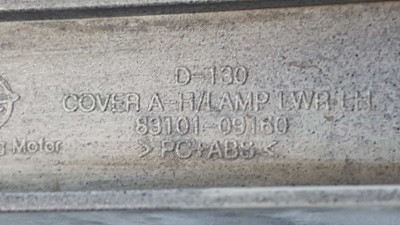 D-130
COVER A-H/LAMP LWR LH
83101-09160
Motor >PC+ABS<